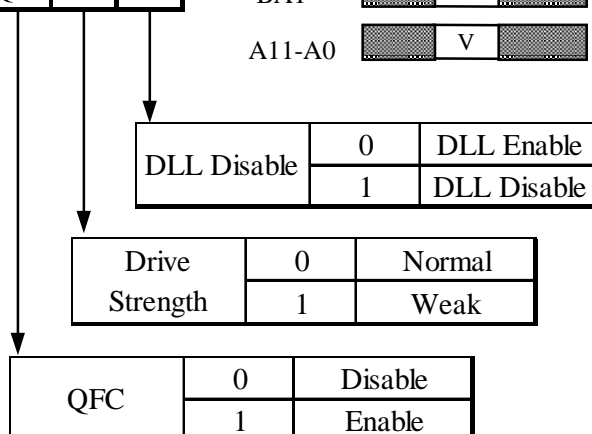 A11-A0 V
DLL Disable 0 DLL Enable
1 DLL Disable
Drive Strength 0 Normal
1 Weak
QFC 0 Disable
1 Enable